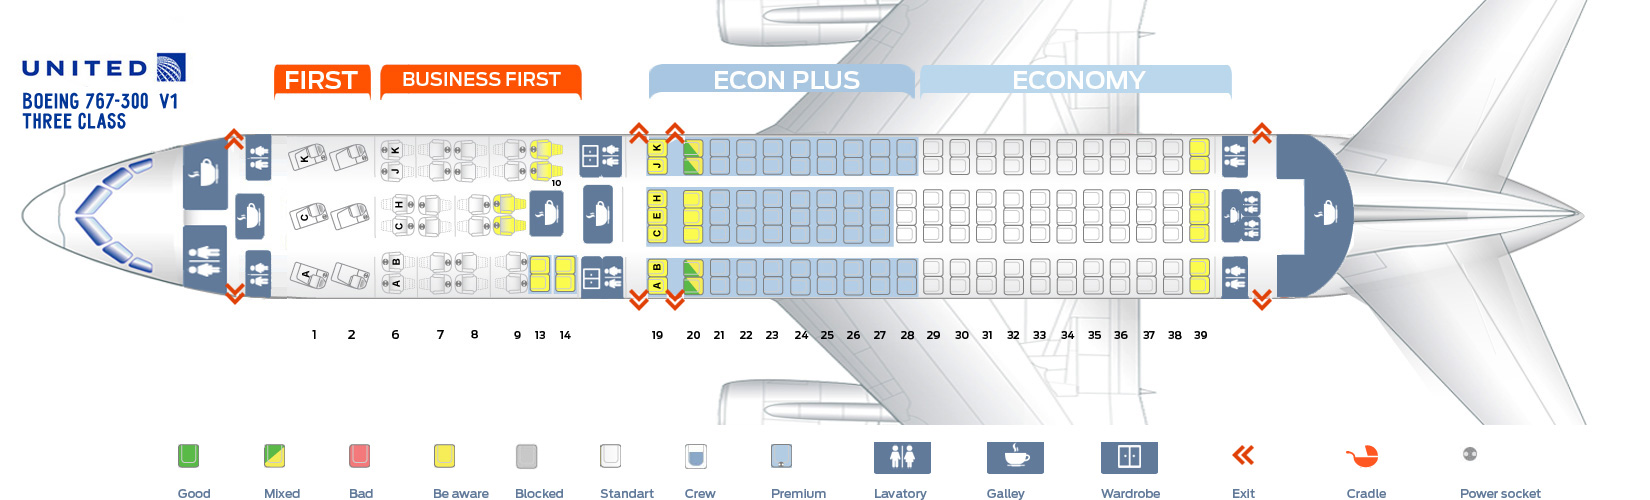 UNITED
BOEING 767-300 V1
THREE CLASS
FIRST
BUSINESS FIRST
ECON PLUS
ECONOMY
K
K
J
K
J
10
C
H
C
H
E
C
A
B
A
B
A
1 2 6 7 8 9 13 14 19 20 21 22 23 24 25 26 27 28 29 30 31 32 33 34 35 36 37 38 39
Good Mixed Bad Be aware Blocked Standart Crew Premium Lavatory Galley Wardrobe Exit Cradle Power socket